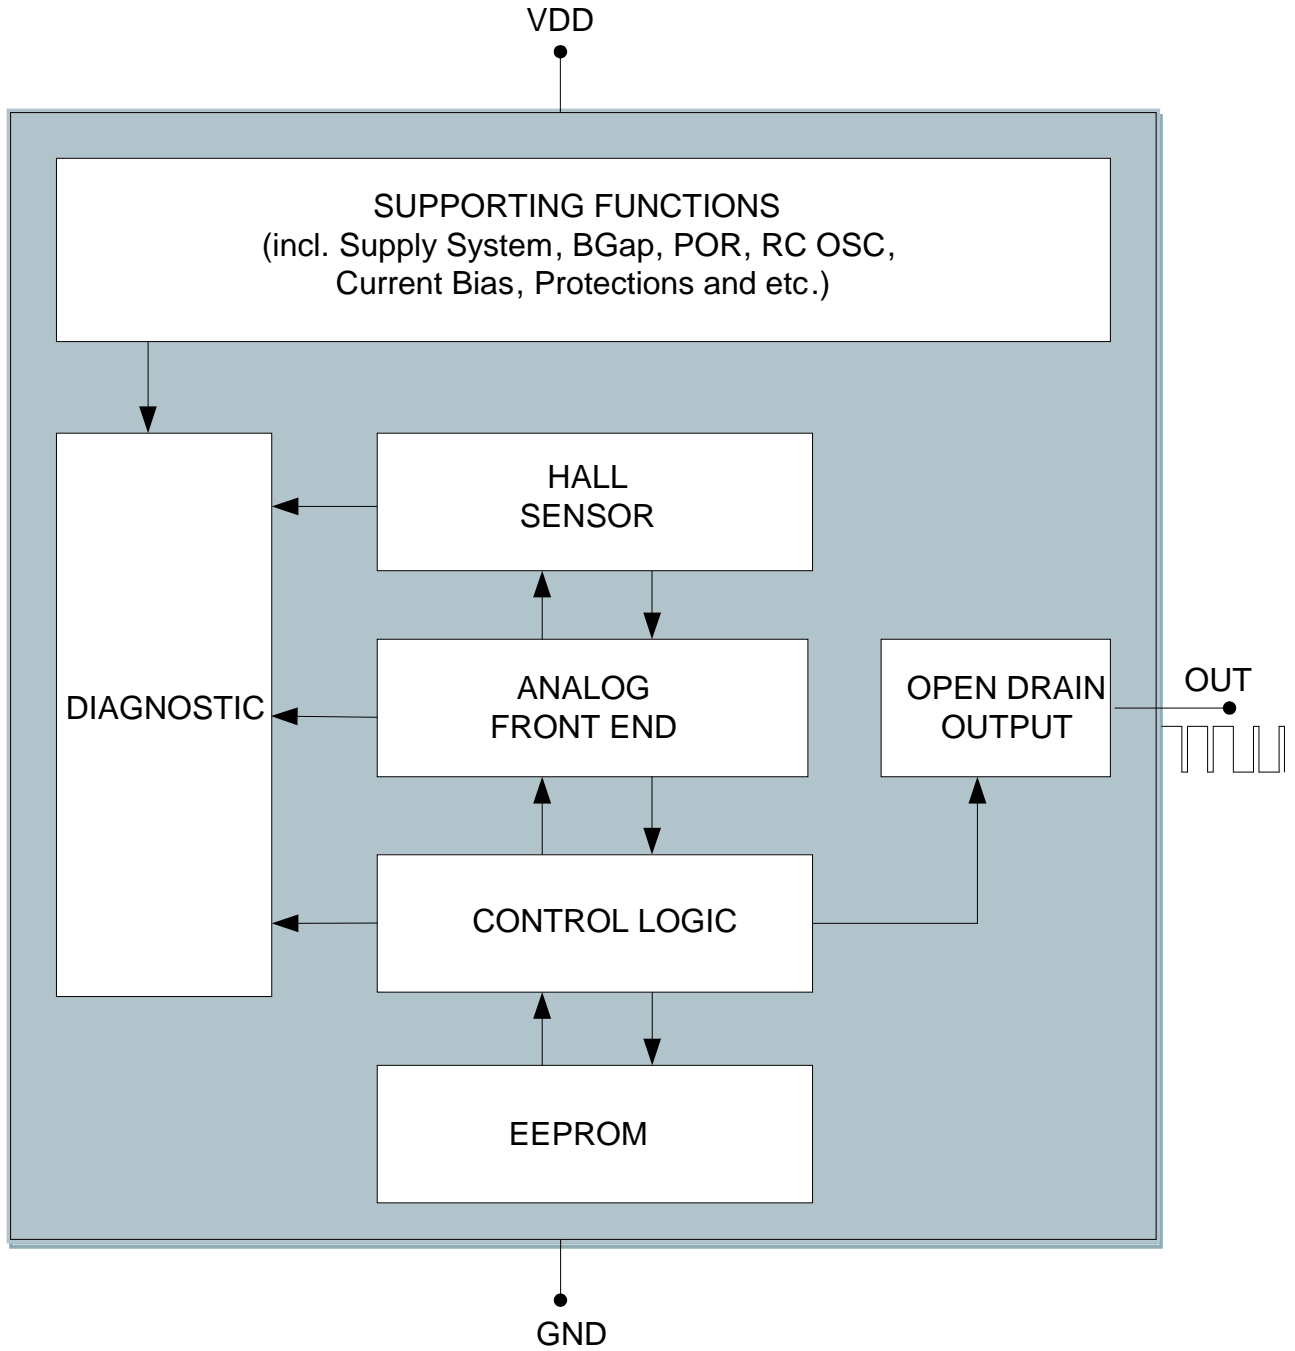 VDD
SUPPORTING FUNCTIONS
(incl. Supply System, BGap, POR, RC OSC,
Current Bias, Protections and etc.)
HALL
SENSOR
DIAGNOSTIC
ANALOG
FRONT END
OPEN DRAIN
OUTPUT
OUT
CONTROL LOGIC
EEPROM
GND